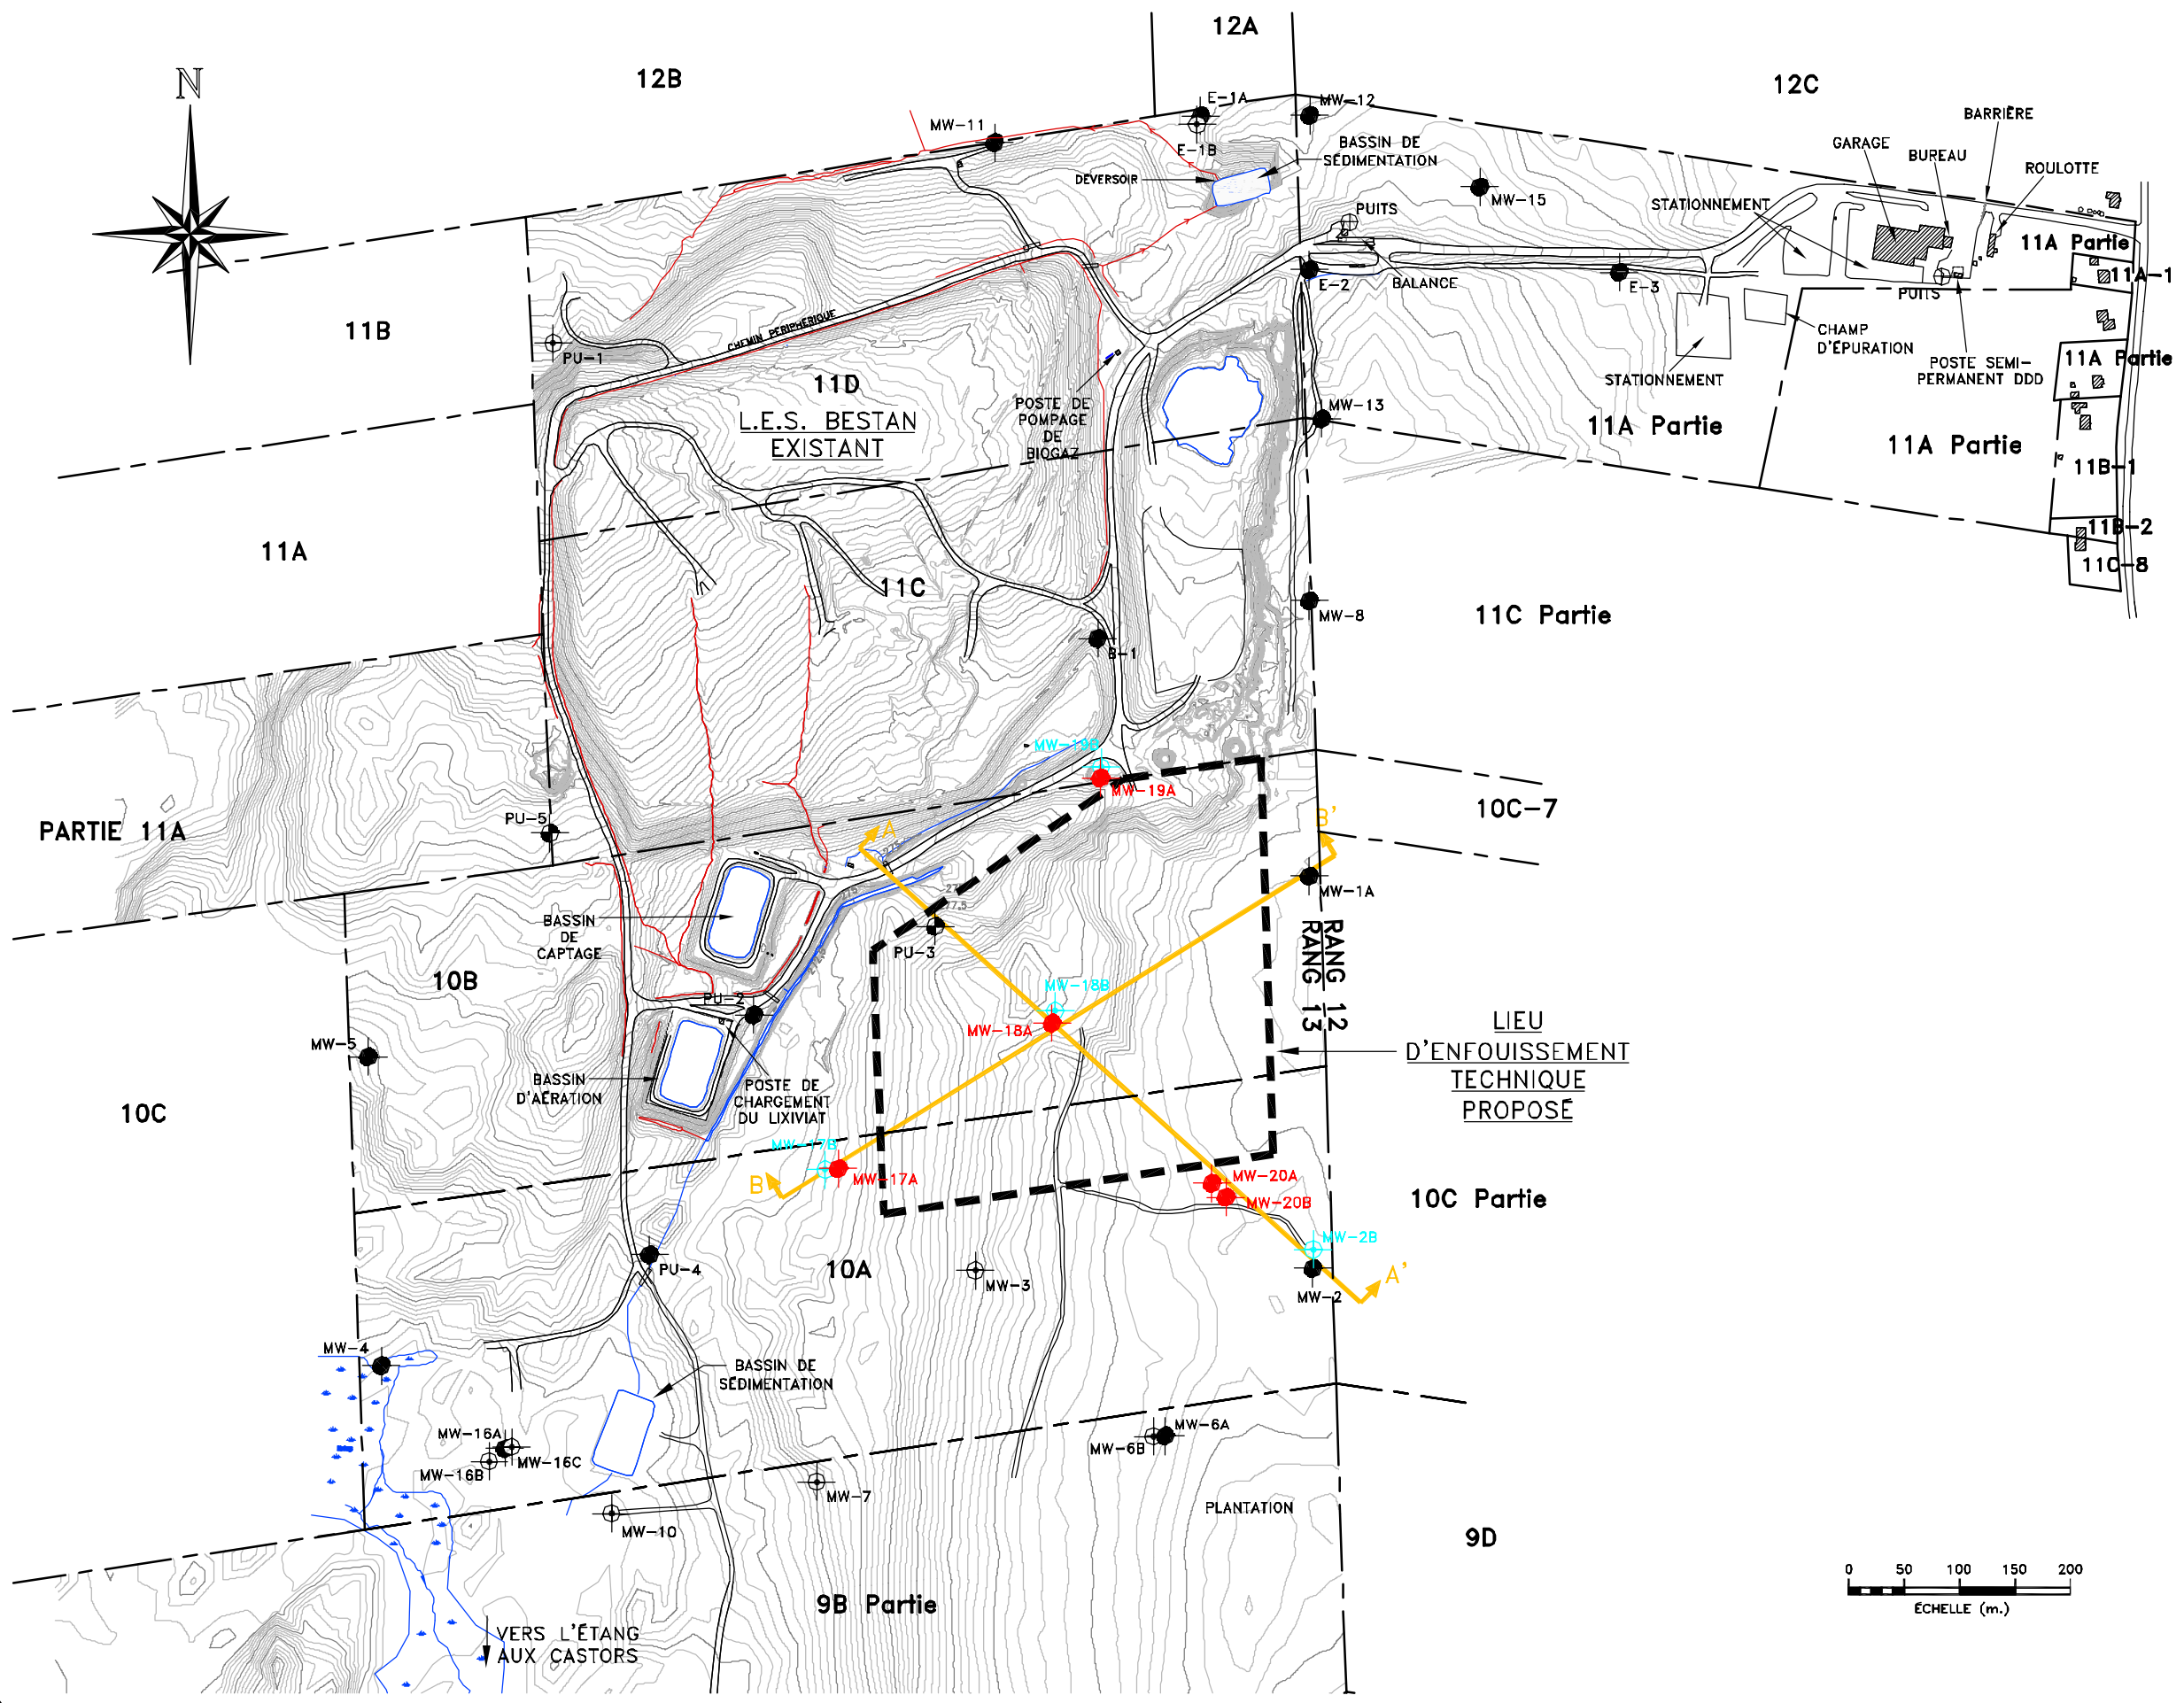 12A
12B
12C
N
E-1A
MW-12
MW-11
E-1B
BASSIN DE
SÉDIMENTATION
DÉVERSOIR
BARRIÈRE
GARAGE
BUREAU
ROULOTTE
MW-15
STATIONNEMENT
PUITS
11A Partie
11A-1
E-2
BALANCE
E-3
PUITS
11B
PU-1
CHEMIN PERIPHERIQUE
CHAMP
D'ÉPURATION
STATIONNEMENT
POSTE SEMI-
PERMANENT DDD
11A Partie
11D
L.E.S. BESTAN
EXISTANT
POSTE DE
POMPAGE
DE
BIOGAZ
MW-13
11A Partie
11A Partie
11B-1
11B-2
11C-8
11A
11C
MW-8
11C Partie
B-1
MW-19B
MW-19A
10C-7
PARTIE 11A
PU-5
A
B'
275
MW-1A
275
27
77.5
BASSIN
DE
CAPTAGE
PU-3
272.5
RANG 12
RANG 13
10B
PU-2
MW-18B
MW-18A
LIEU
D'ENFOUISSEMENT
TECHNIQUE
PROPOSÉ
MW-5
BASSIN
D'AÉRATION
POSTE DE
CHARGEMENT
DU LIXIVIAT
10C
MW-17B
MW-17A
B
MW-20A
MW-20B
10C Partie
MW-2B
PU-4
10A
MW-3
A'
MW-2
MW-4
BASSIN DE
SÉDIMENTATION
MW-16A
MW-16C
MW-16B
MW-6A
MW-6B
MW-7
MW-10
PLANTATION
9D
9B Partie
VERS L'ÉTANG
AUX CASTORS
0 50 100 150 200
ÉCHELLE (m.)